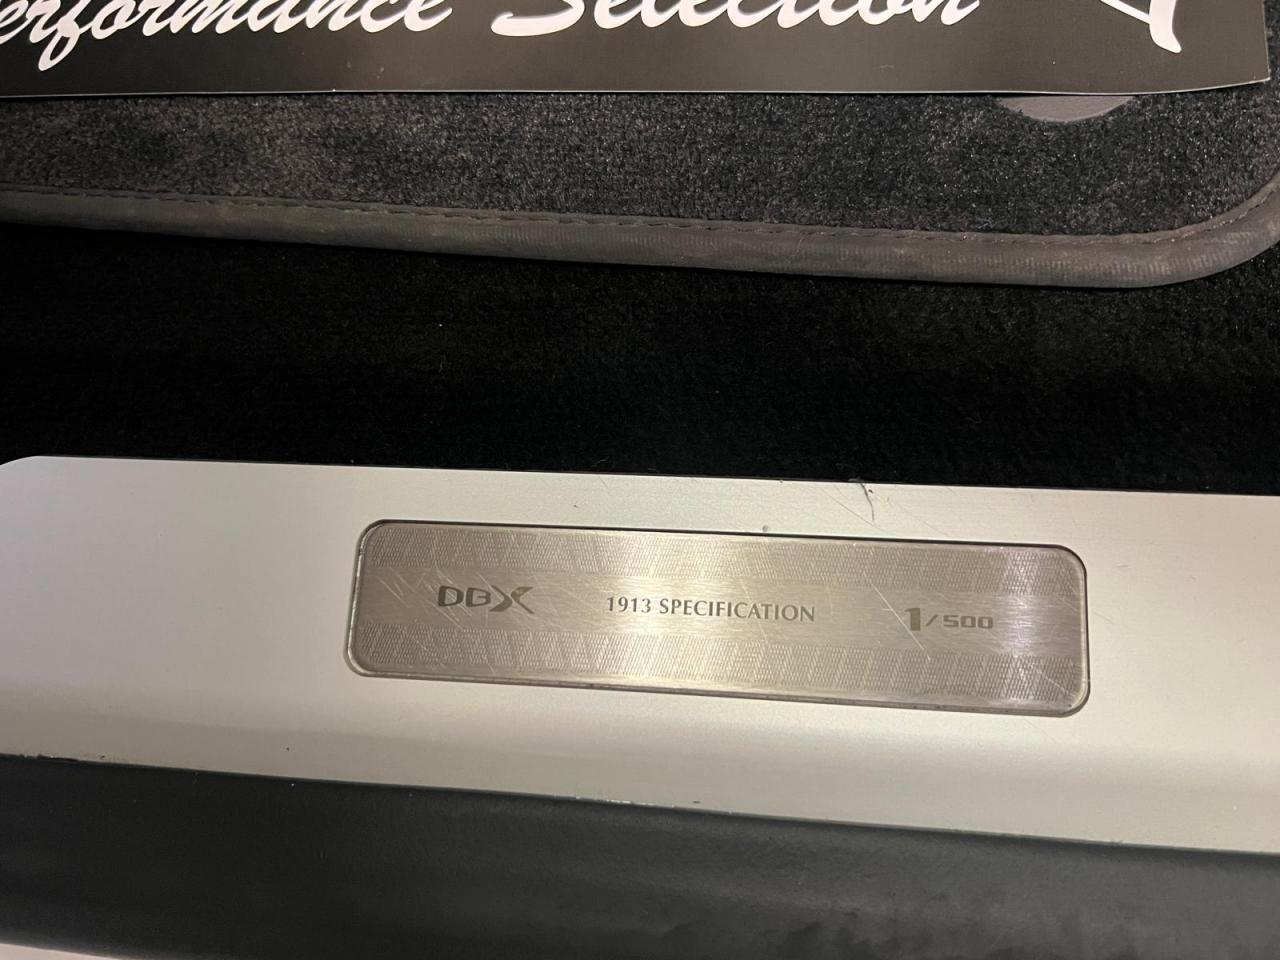 erformance Selection
DBX 1913 SPECIFICATION 1/500